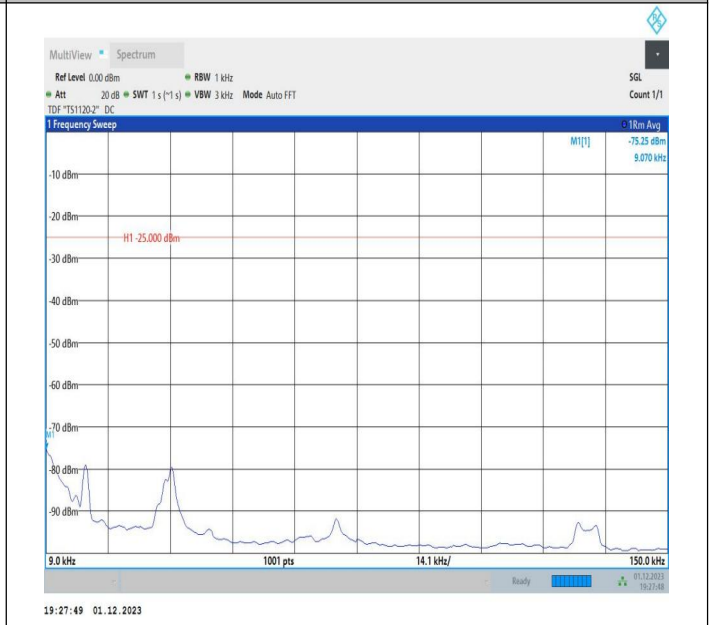 R
S
MultiView Spectrum
Ref Level 0.00 dBm RBW 1 kHz SGL
Att 20 dB SWT 1 s (~1 s) VBW 3 kHz Mode Auto FFT Count 1/1
TDF "TS1120-2" DC
1 Frequency Sweep 1Rm Avg
M1[1] -75.25 dBm
9.070 kHz
-10 dBm
-20 dBm
H1 -25.000 dBm
-30 dBm
-40 dBm
-50 dBm
-60 dBm
-70 dBm
M1
-80 dBm
-90 dBm
9.0 kHz 1001 pts 14.1 kHz/ 150.0 kHz
Ready 01.12.2023
19:27:48
19:27:49 01.12.2023